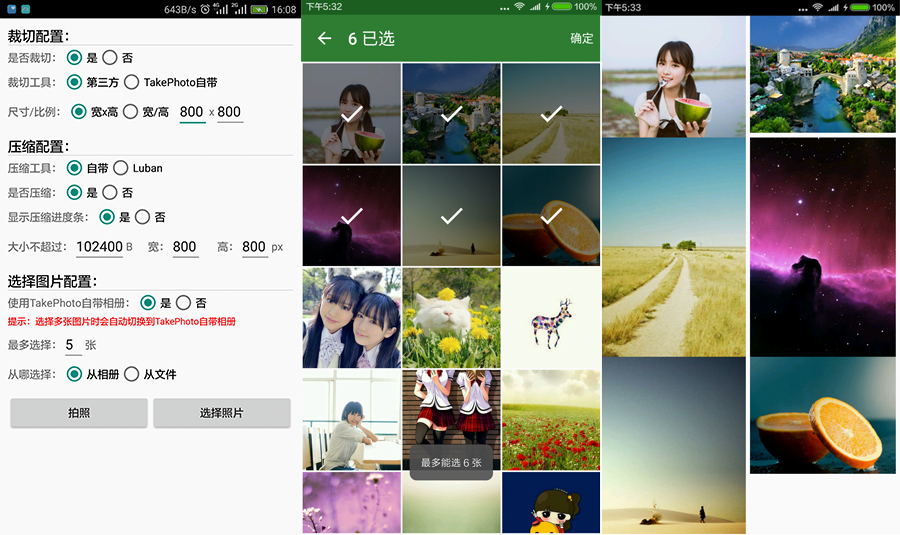 643B/s 4G 2G 16:08
裁切配置：
是否裁切： 是 否
裁切工具： 第三方 TakePhoto自带
尺寸/比例： 宽x高 宽/高 800 x 800
压缩配置：
压缩工具： 自带 Luban
是否压缩： 是 否
显示压缩进度条： 是 否
大小不超过： 102400 B 宽： 800 高： 800 px
选择图片配置：
使用TakePhoto自带相册： 是 否
提示：选择多张图片时会自动切换到TakePhoto自带相册
最多选择： 5 张
从哪选择： 从相册 从文件
拍照 选择照片
下午5:32 ... 100%
6 已选 确定
最多能选 6 张
下午5:33 ... 100%